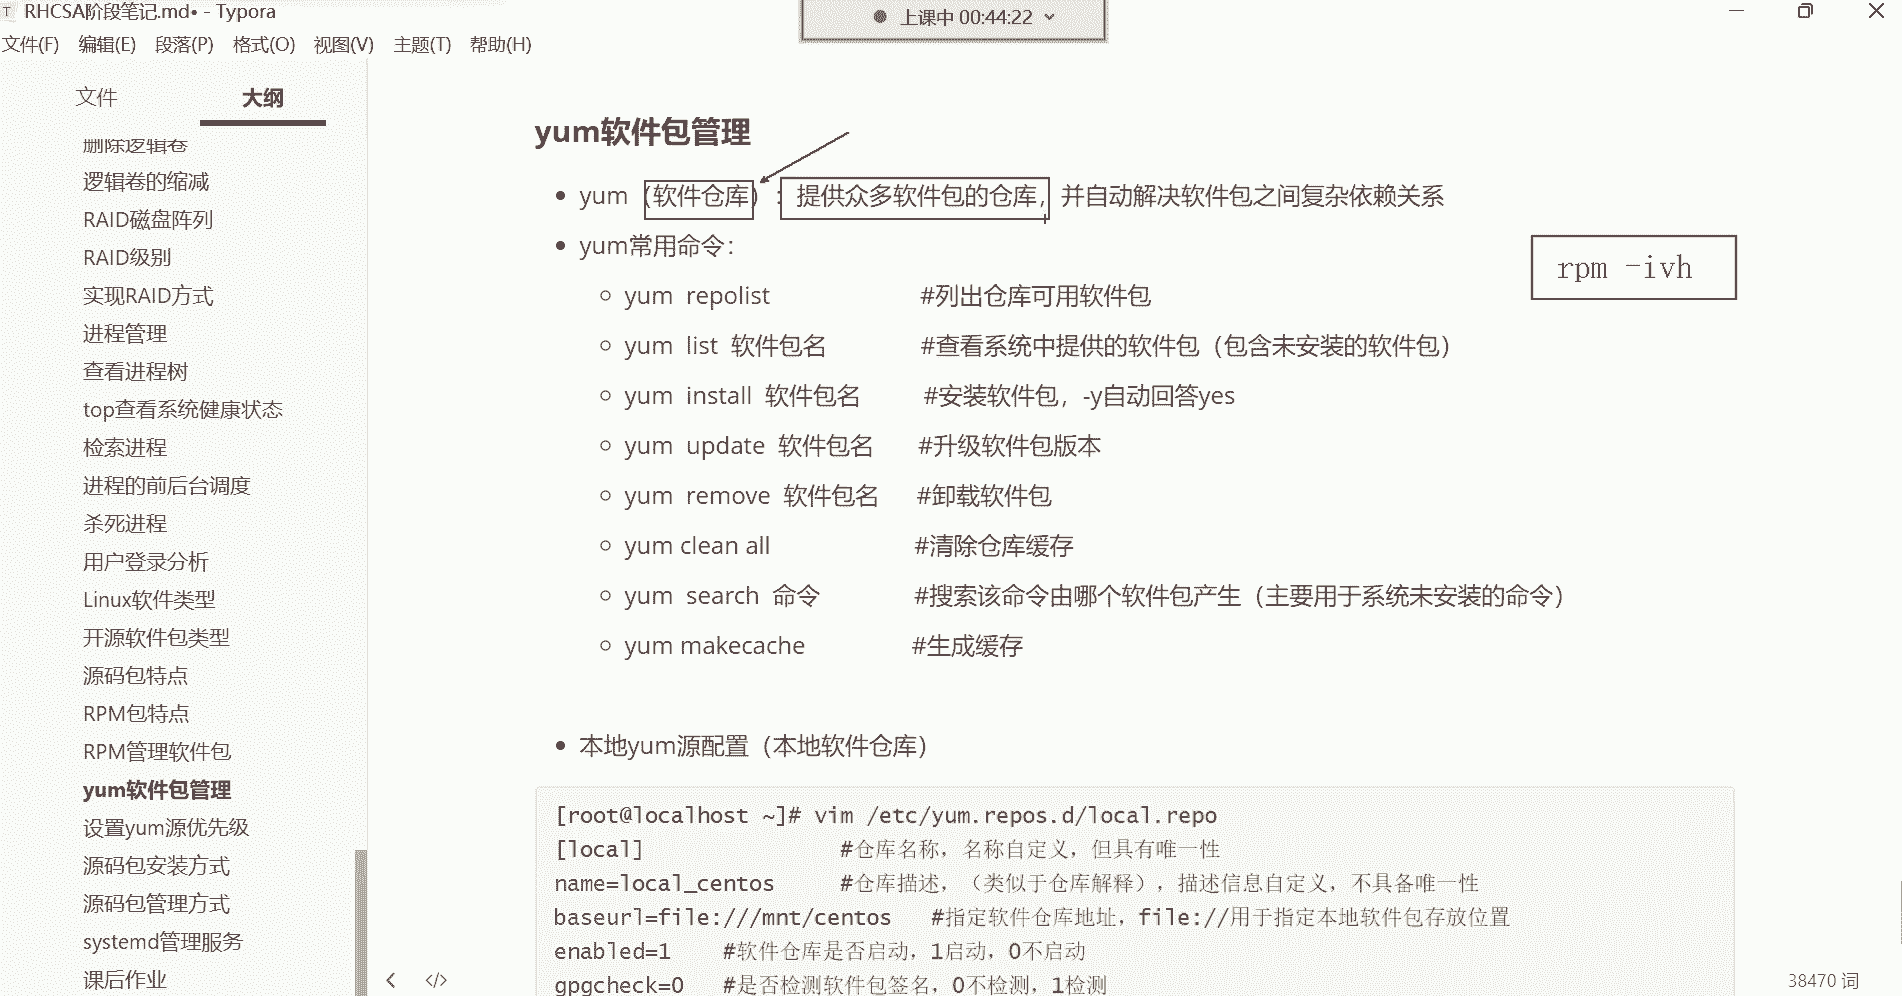 RHCSA阶段笔记.md• - Typora
上课中 00:44:22
文件(F) 编辑(E) 段落(P) 格式(O) 视图(V) 主题(T) 帮助(H)
文件 大纲
删除逻辑卷
逻辑卷的缩减
RAID磁盘阵列
RAID级别
实现RAID方式
进程管理
查看进程树
top查看系统健康状态
检索进程
进程的前后台调度
杀死进程
用户登录分析
Linux软件类型
开源软件包类型
源码包特点
RPM包特点
RPM管理软件包
yum软件包管理
设置yum源优先级
源码包安装方式
源码包管理方式
systemd管理服务
课后作业
yum软件包管理
• yum（软件仓库）：提供众多软件包的仓库，并自动解决软件包之间复杂依赖关系
• yum常用命令：
rpm -ivh
○ yum repolist #列出仓库可用软件包
○ yum list 软件包名 #查看系统中提供的软件包（包含未安装的软件包）
○ yum install 软件包名 #安装软件包，-y自动回答yes
○ yum update 软件包名 #升级软件包版本
○ yum remove 软件包名 #卸载软件包
○ yum clean all #清除仓库缓存
○ yum search 命令 #搜索该命令由哪个软件包产生（主要用于系统未安装的命令）
○ yum makecache #生成缓存
• 本地yum源配置（本地软件仓库）
[root@localhost ~]# vim /etc/yum.repos.d/local.repo
[local] #仓库名称，名称自定义，但具有唯一性
name=local_centos #仓库描述，（类似于仓库解释），描述信息自定义，不具备唯一性
baseurl=file:///mnt/centos #指定软件仓库地址，file://用于指定本地软件包存放位置
enabled=1 #软件仓库是否启动，1启动，0不启动
gpgcheck=0 #是否检测软件包签名，0不检测，1检测
38470 词